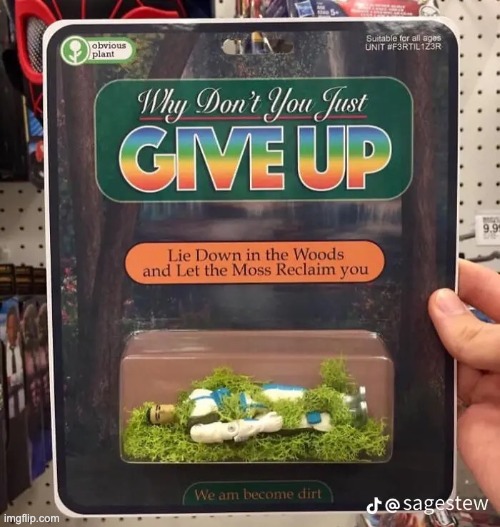 obvious
plant
Suitable for all ages
UNIT #F3RTIL1Z3R
Why Don't You Just
GIVE UP
9.99
Lie Down in the Woods
and Let the Moss Reclaim you
We am become dirt
@sagestew
imgflip.com